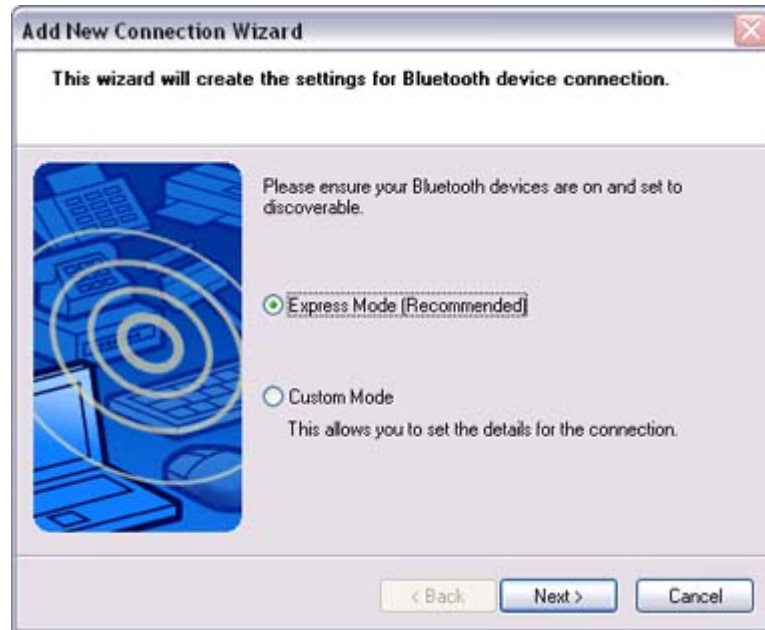 Add New Connection Wizard
This wizard will create the settings for Bluetooth device connection.
Please ensure your Bluetooth devices are on and set to
discoverable.
Express Mode (Recommended)
Custom Mode
This allows you to set the details for the connection.
< Back
Next >
Cancel